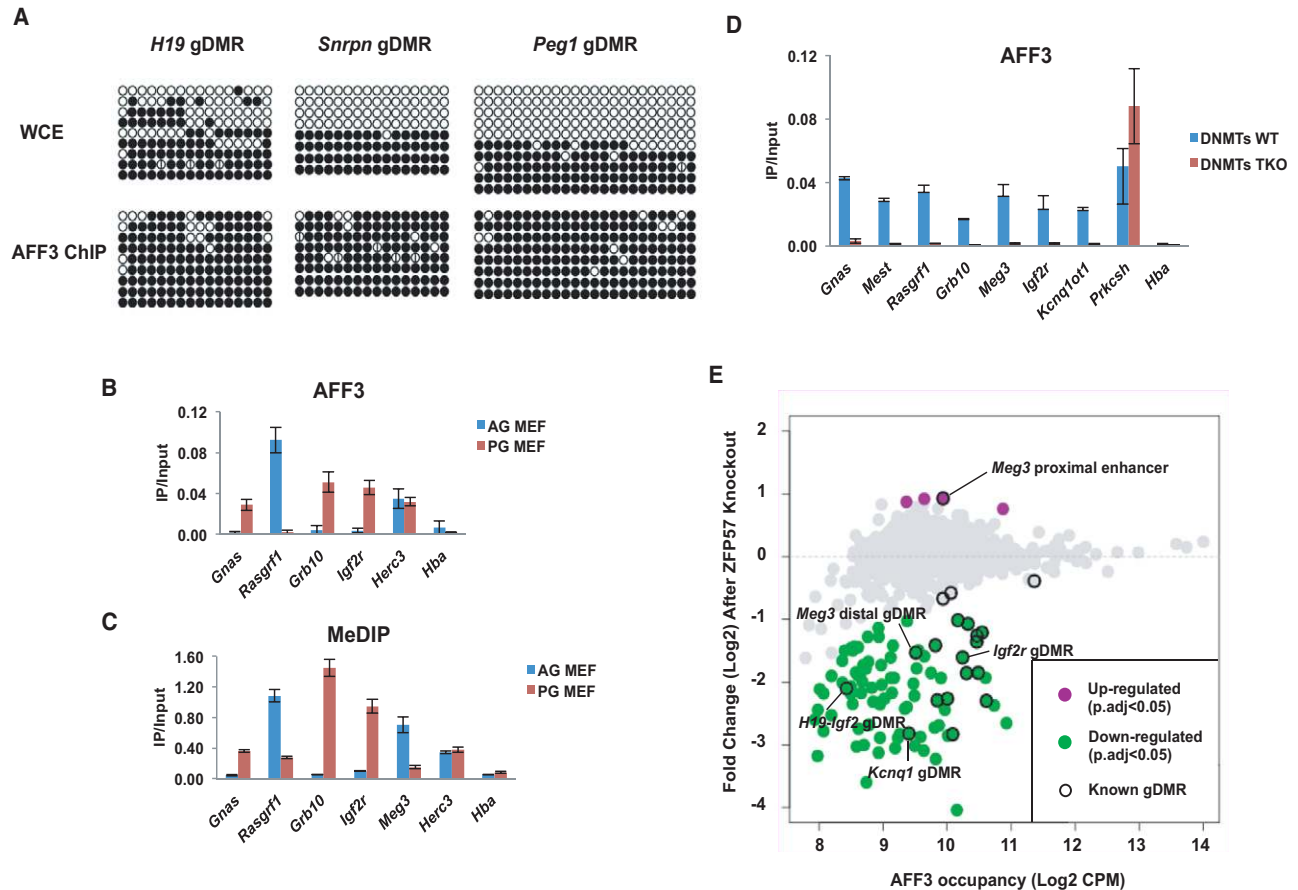 A
H19 gDMR
Snrpn gDMR
Peg1 gDMR
WCE
AFF3 ChIP
B
AFF3
IP/Input
0.12
0.08
0.04
0.00
Gnas
Rasgrf1
Grb10
Igf2r
Herc3
Hba
AG MEF
PG MEF
C
MeDIP
IP/Input
1.60
1.20
0.80
0.40
0.00
Gnas
Rasgrf1
Grb10
Igf2r
Meg3
Herc3
Hba
AG MEF
PG MEF
D
AFF3
IP/Input
0.12
0.08
0.04
0.00
Gnas
Mest
Rasgrf1
Grb10
Meg3
Igf2r
Kcnq1ot1
Prkcsh
Hba
DNMTs WT
DNMTs TKO
E
Fold Change (Log2) After ZFP57 Knockout
2
1
0
-1
-2
-3
-4
Meg3 proximal enhancer
Meg3 distal gDMR
Igf2r gDMR
H19-Igf2 gDMR
Kcnq1 gDMR
Up-regulated
(p.adj<0.05)
Down-regulated
(p.adj<0.05)
Known gDMR
8
9
10
11
12
13
14
AFF3 occupancy (Log2 CPM)